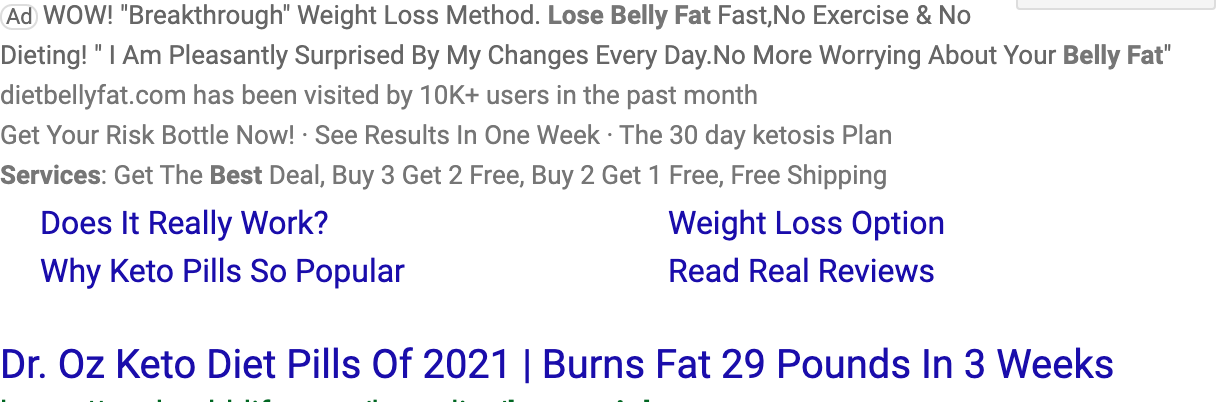 Ad WOW! "Breakthrough" Weight Loss Method. Lose Belly Fat Fast,No Exercise & No
Dieting! " I Am Pleasantly Surprised By My Changes Every Day.No More Worrying About Your Belly Fat"
dietbellyfat.com has been visited by 10K+ users in the past month
Get Your Risk Bottle Now! · See Results In One Week · The 30 day ketosis Plan
Services: Get The Best Deal, Buy 3 Get 2 Free, Buy 2 Get 1 Free, Free Shipping
Does It Really Work? Weight Loss Option
Why Keto Pills So Popular Read Real Reviews
Dr. Oz Keto Diet Pills Of 2021 | Burns Fat 29 Pounds In 3 Weeks